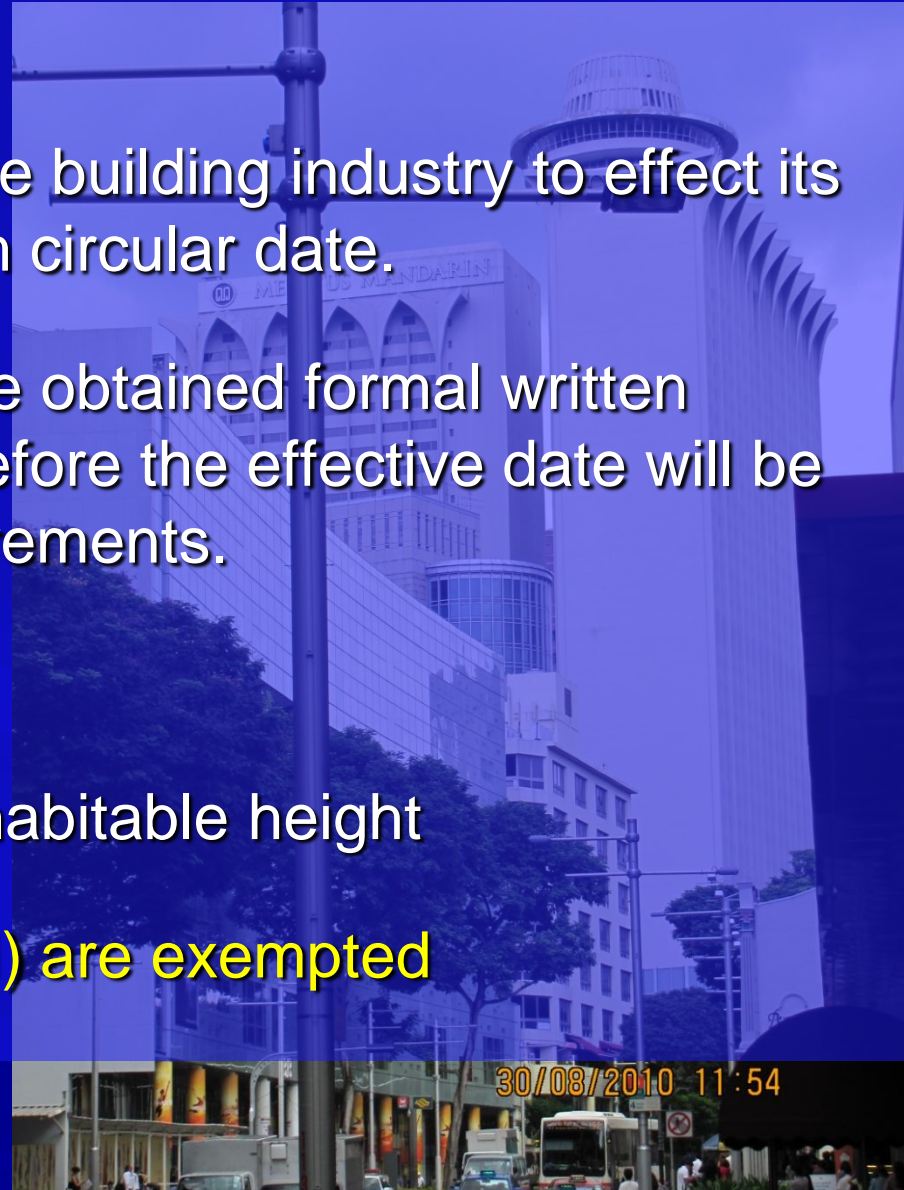 e building industry to effect its
circular date.
MANDARIN
e obtained formal written
efore the effective date will be
ements.
abitable height
) are exempted
30/08/2010 11:54